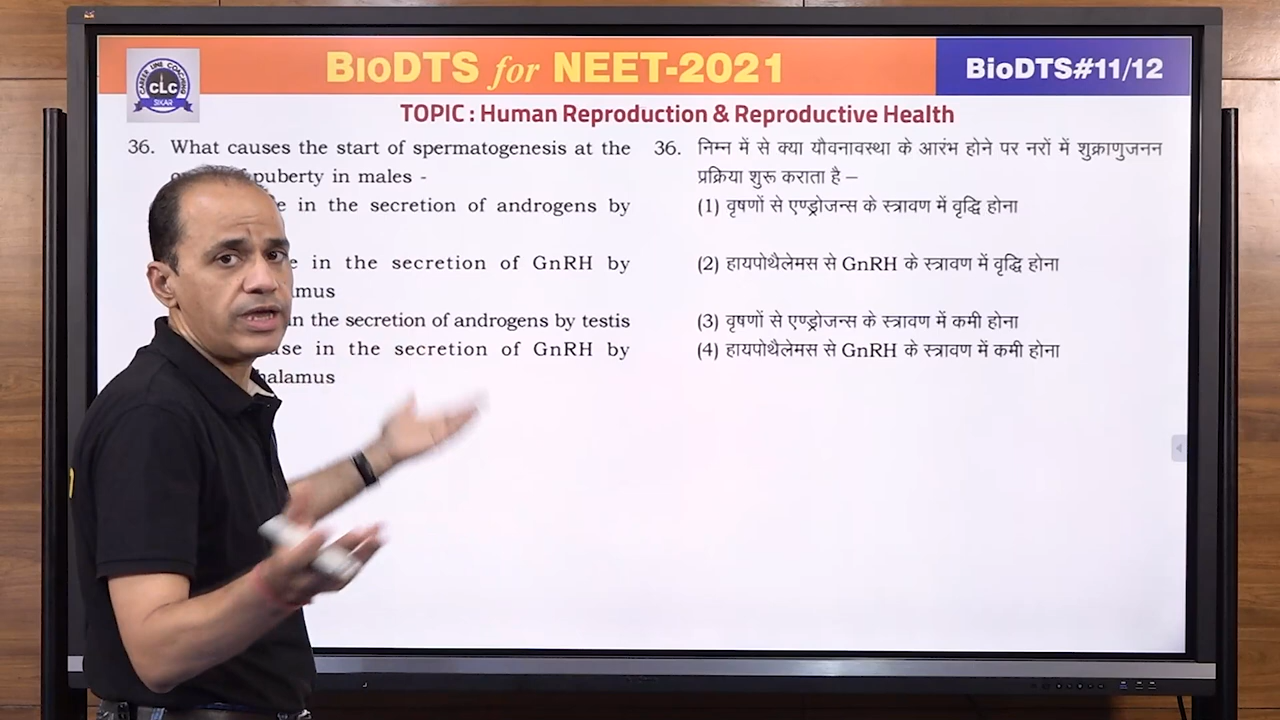 BIODTS for NEET-2021
BioDTS#11/12
CAREER LINE COACHING
CLC
SIKAR
TOPIC : Human Reproduction & Reproductive Health
36. What causes the start of spermatogenesis at the
puberty in males -
in the secretion of androgens by
in the secretion of GnRH by
in the secretion of androgens by testis
in the secretion of GnRH by
36. निम्न में से क्या यौवनावस्था के आरंभ होने पर नरों में शुक्राणुजनन
प्रक्रिया शुरू कराता है –
(1) वृषणों से एण्ड्रोजन्स के स्त्रावण में वृद्धि होना
(2) हायपोथैलेमस से GnRH के स्त्रावण में वृद्धि होना
(3) वृषणों से एण्ड्रोजन्स के स्त्रावण में कमी होना
(4) हायपोथैलेमस से GnRH के स्त्रावण में कमी होना